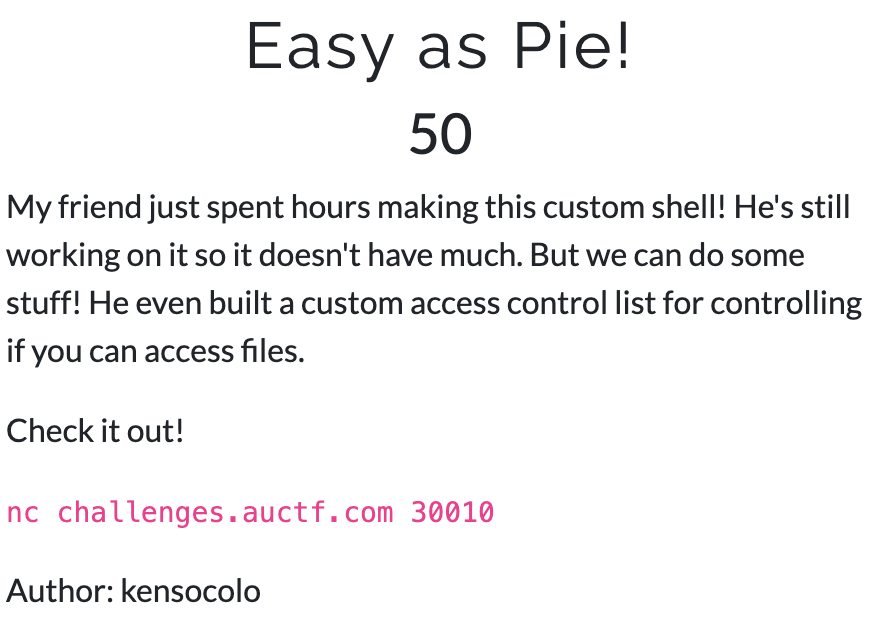 Easy as Pie!
50
My friend just spent hours making this custom shell! He's still
working on it so it doesn't have much. But we can do some
stuff! He even built a custom access control list for controlling
if you can access files.
Check it out!
nc challenges.auctf.com 30010
Author: kensocolo